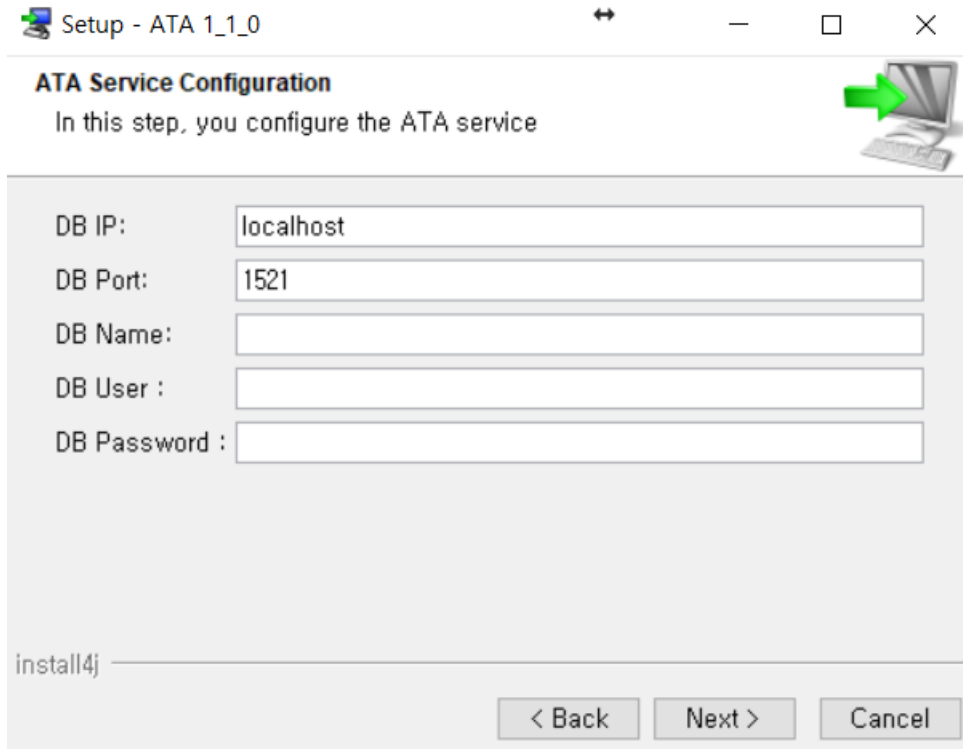 Setup - ATA 1_1_0
ATA Service Configuration
In this step, you configure the ATA service
DB IP: localhost
DB Port: 1521
DB Name:
DB User :
DB Password :
install4j
< Back Next > Cancel